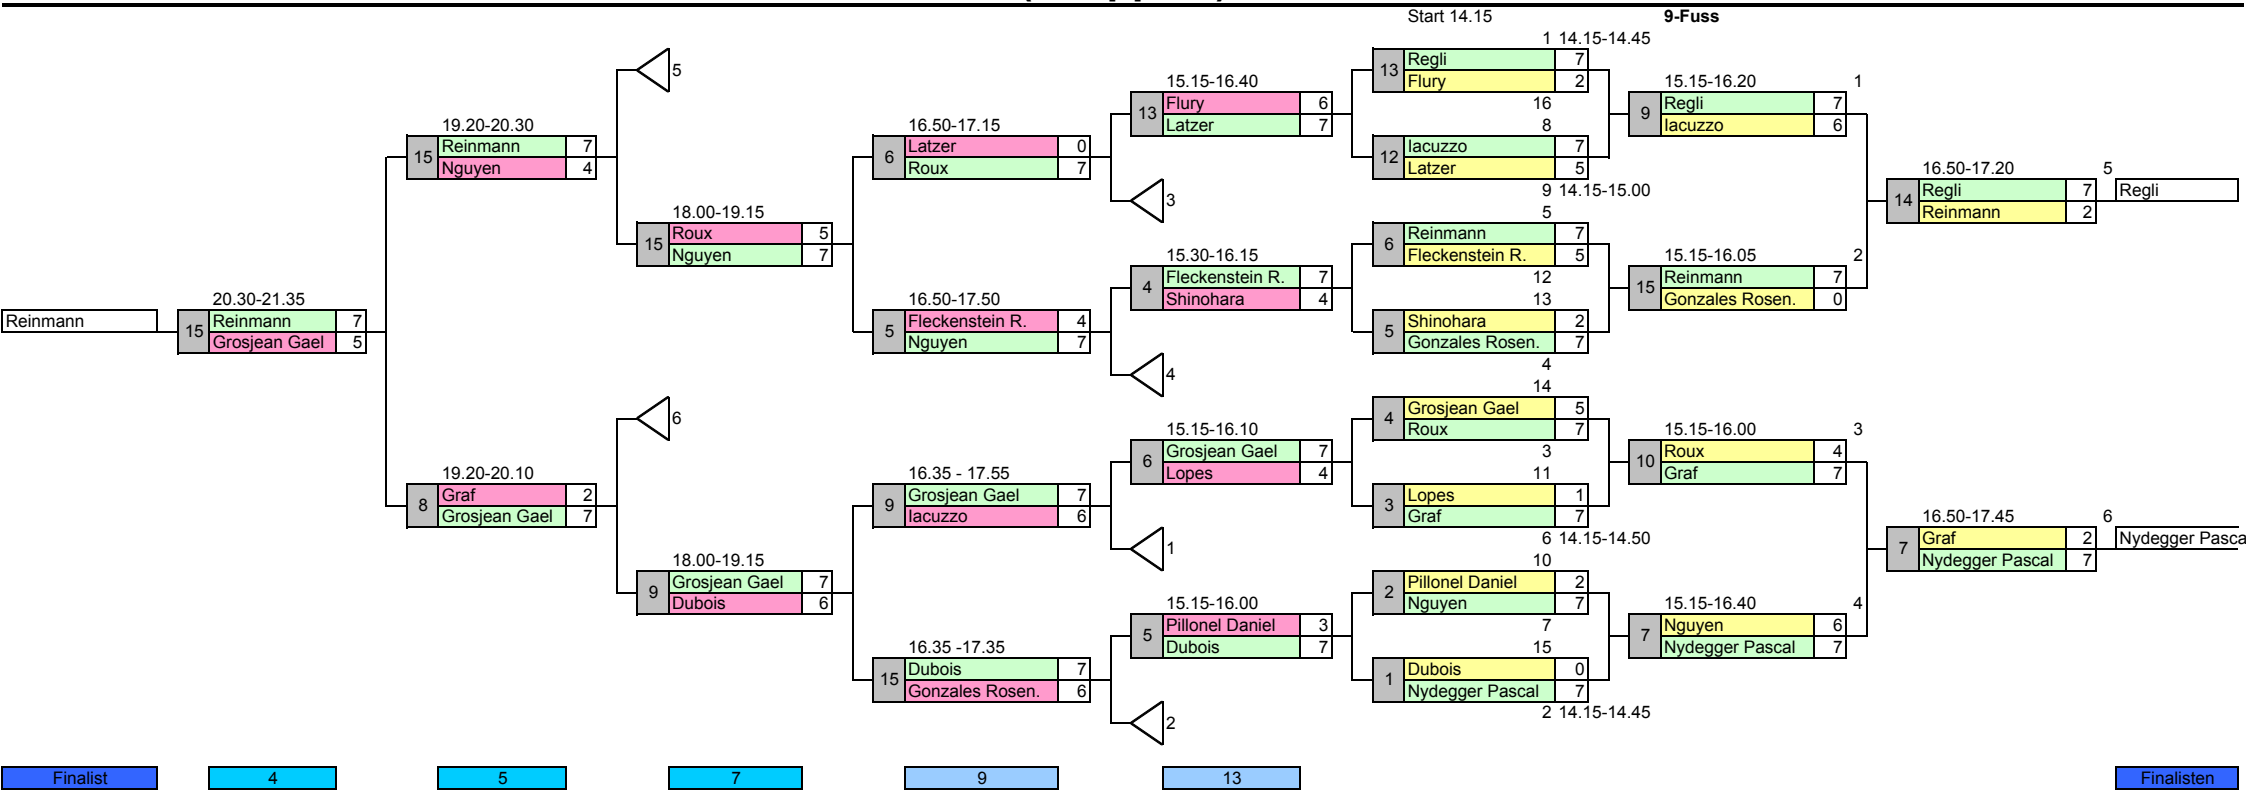 Start 14.15 9-Fuss
1 14.15-14.45
13 Regli 7
Flury 2
5
15.15-16.40
15.15-16.20 1
13 Flury 6
Latzer 7
16
9 Regli 7
Iacuzzo 6
8
19.20-20.30
16.50-17.15
15 Reinmann 7
Nguyen 4
6 Latzer 0
Roux 7
12 Iacuzzo 7
Latzer 5
16.50-17.20 5
9 14.15-15.00
14 Regli 7 Regli
Reinmann 2
3
18.00-19.15
5
15 Roux 5
Nguyen 7
6 Reinmann 7
Fleckenstein R. 5
15.30-16.15
15.15-16.05 2
4 Fleckenstein R. 7
Shinohara 4
12
15 Reinmann 7
Gonzales Rosen. 0
20.30-21.35
16.50-17.50
13
Reinmann
15 Reinmann 7
Grosjean Gael 5
5 Fleckenstein R. 4
Nguyen 7
5 Shinohara 2
Gonzales Rosen. 7
4
4
14
4 Grosjean Gael 5
Roux 7
6
15.15-16.10
15.15-16.00 3
6 Grosjean Gael 7
Lopes 4
3
10 Roux 4
Graf 7
19.20-20.10
16.35 - 17.55
11
8 Graf 2
Grosjean Gael 7
9 Grosjean Gael 7
Iacuzzo 6
3 Lopes 1
Graf 7
16.50-17.45 6
6 14.15-14.50
7 Graf 2 Nydegger Pasca
Nydegger Pascal 7
1
18.00-19.15
10
9 Grosjean Gael 7
Dubois 6
2 Pillonel Daniel 2
Nguyen 7
15.15-16.00
15.15-16.40 4
5 Pillonel Daniel 3
Dubois 7
7
7 Nguyen 6
Nydegger Pascal 7
16.35 -17.35
15
15 Dubois 7
Gonzales Rosen. 6
1 Dubois 0
Nydegger Pascal 7
2 14.15-14.45
2
Finalist 4 5 7 9 13 Finalisten